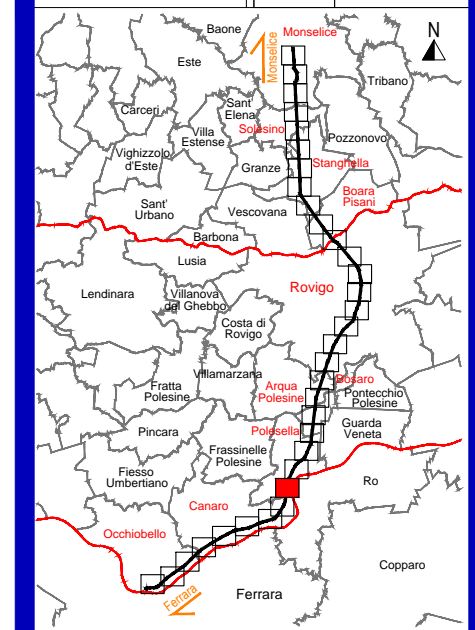 Baone
Monselice
N
Monselice
Este
Tribano
Carceri
Sant'
Elena
Solesino
Villa
Estense
Pozzonovo
Vighizzolo
d'Este
Granze
Stanghella
Boara
Pisani
Sant'
Urbano
Vescovana
Barbona
Lusia
Lendinara
Villanova
del Ghebbo
Rovigo
Costa di
Rovigo
Villamarzana
Fratta
Polesine
Arqua
Polesine
Bosaro
Pontecchio
Polesine
Pincara
Polesella
Guarda
Veneta
Frassinelle
Polesine
Fiesso
Umbertiano
Ro
Canaro
Occhiobello
Copparo
Ferrara
Ferrara